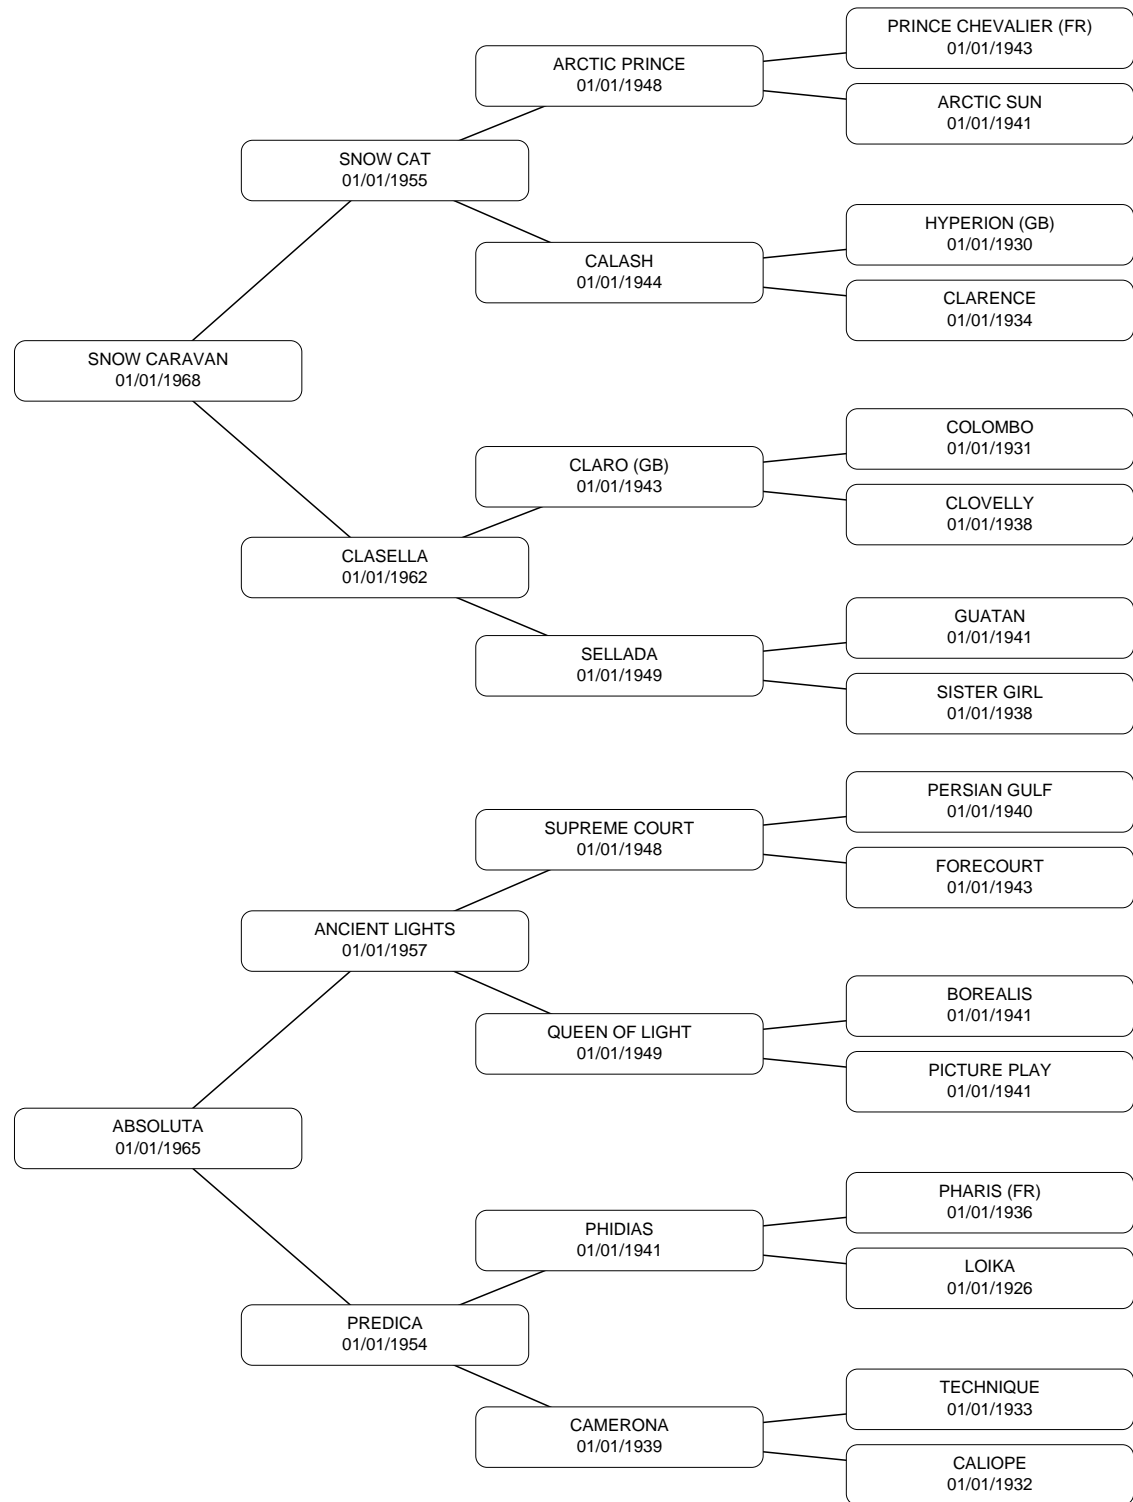 PRINCE CHEVALIER (FR)
01/01/1943
ARCTIC PRINCE
01/01/1948
ARCTIC SUN
01/01/1941
SNOW CAT
01/01/1955
HYPERION (GB)
01/01/1930
CALASH
01/01/1944
CLARENCE
01/01/1934
SNOW CARAVAN
01/01/1968
COLOMBO
01/01/1931
CLARO (GB)
01/01/1943
CLOVELLY
01/01/1938
CLASELLA
01/01/1962
GUATAN
01/01/1941
SELLADA
01/01/1949
SISTER GIRL
01/01/1938
PERSIAN GULF
01/01/1940
SUPREME COURT
01/01/1948
FORECOURT
01/01/1943
ANCIENT LIGHTS
01/01/1957
BOREALIS
01/01/1941
QUEEN OF LIGHT
01/01/1949
PICTURE PLAY
01/01/1941
ABSOLUTA
01/01/1965
PHARIS (FR)
01/01/1936
PHIDIAS
01/01/1941
LOIKA
01/01/1926
PREDICA
01/01/1954
TECHNIQUE
01/01/1933
CAMERONA
01/01/1939
CALIOPE
01/01/1932